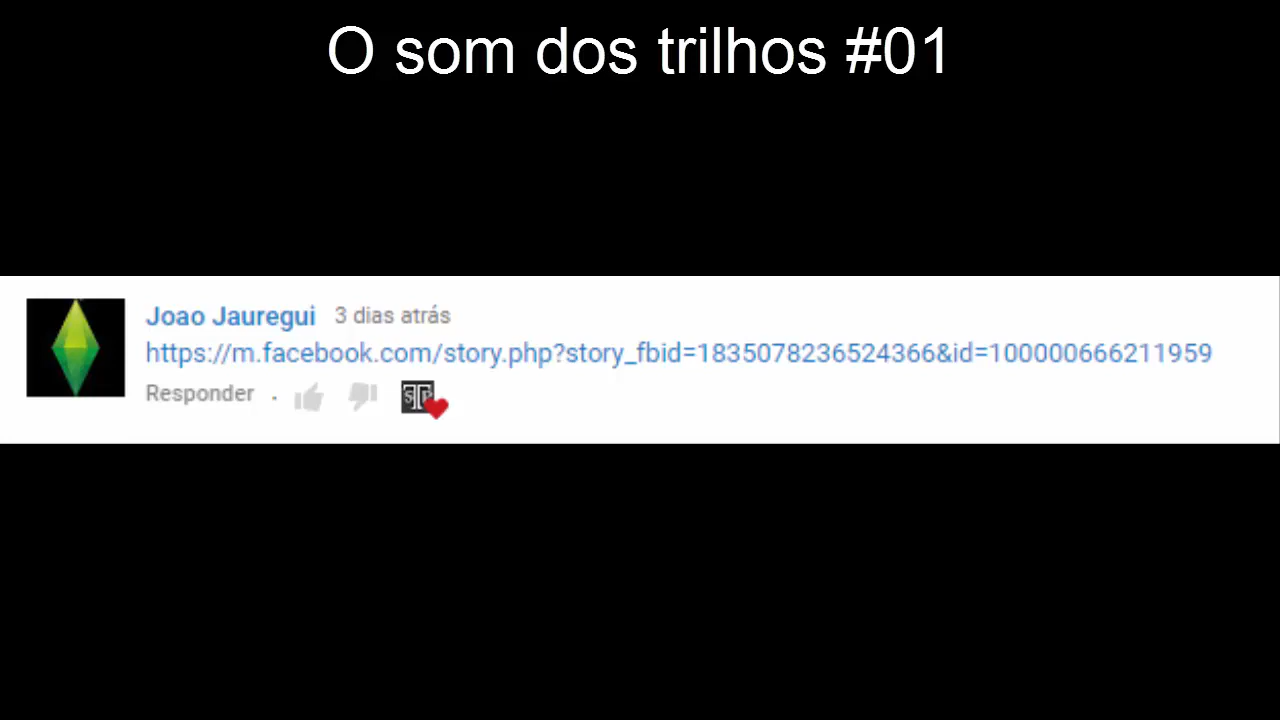 O som dos trilhos #01
Joao Jauregui 3 dias atrás
https://m.facebook.com/story.php?story_fbid=1835078236524366&id=100000666211959
Responder .
STP